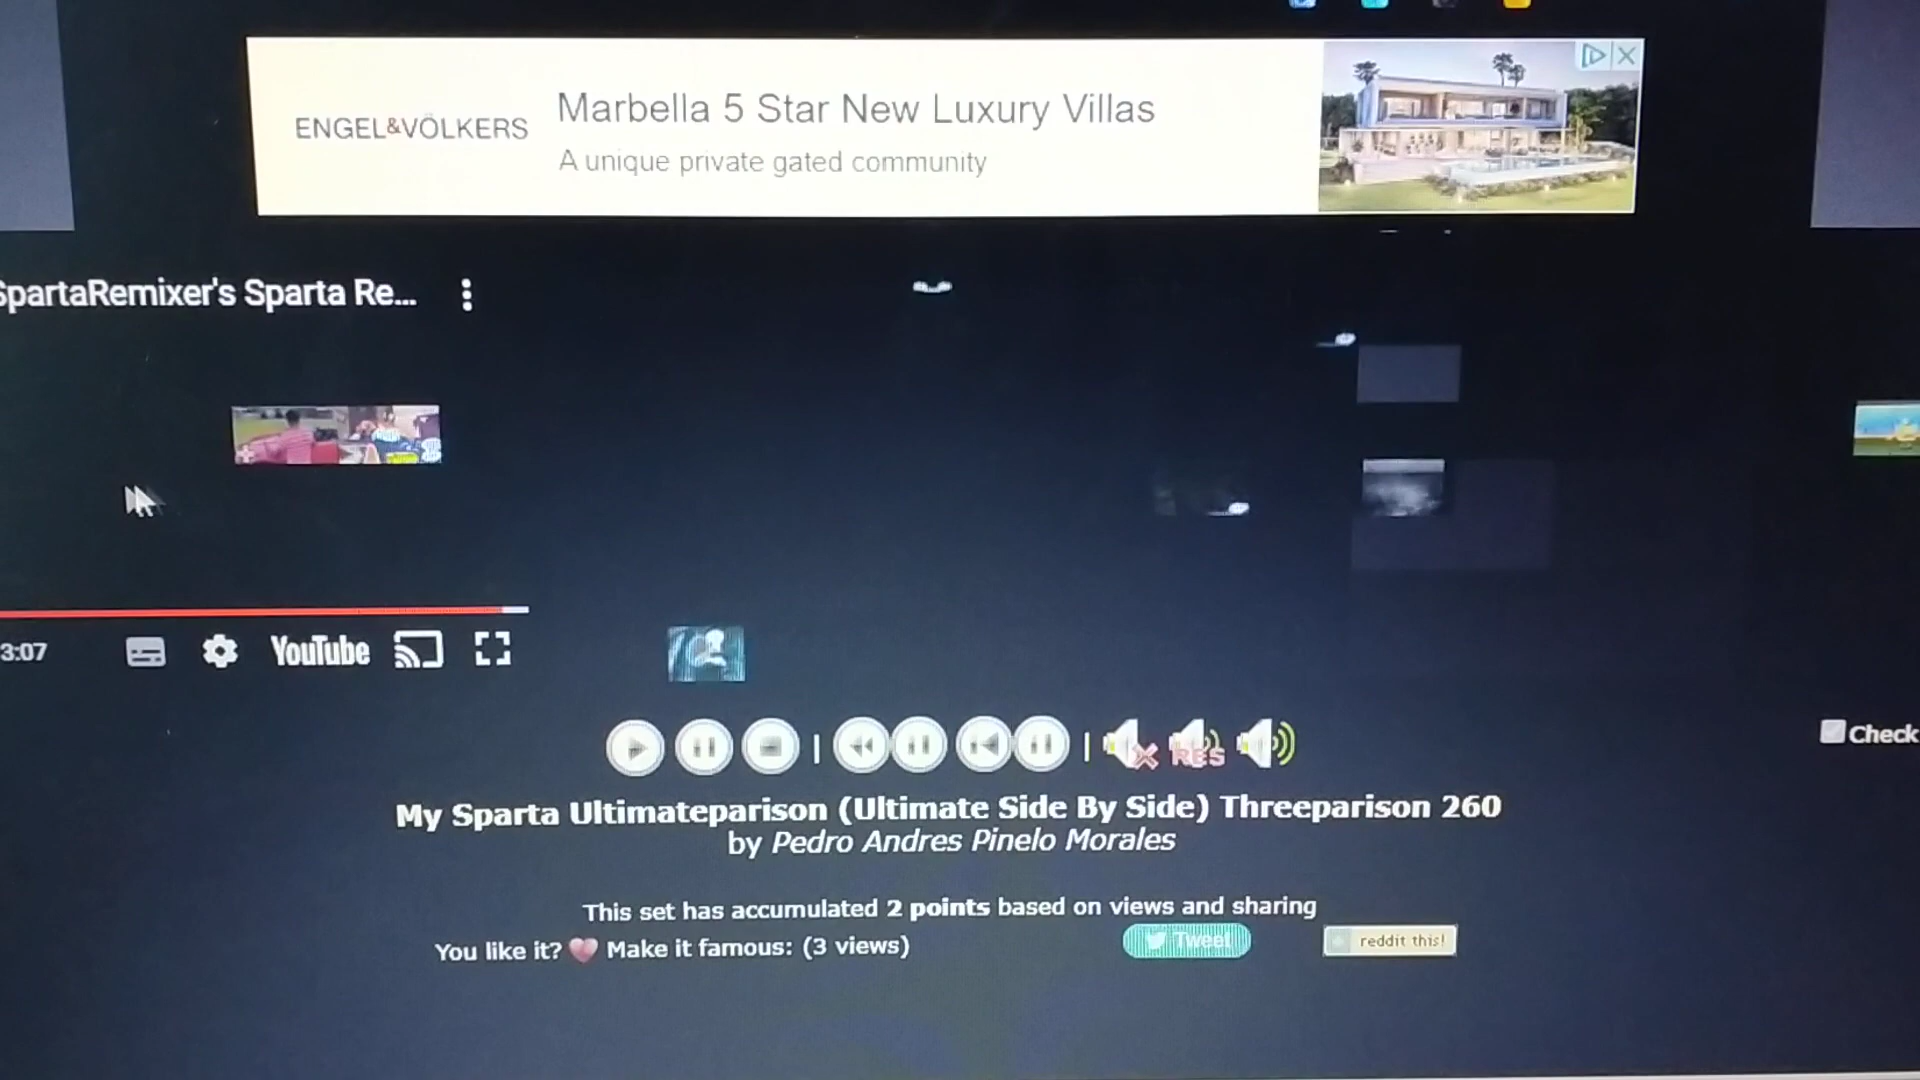 ENGEL&VÖLKERS
Marbella 5 Star New Luxury Villas
A unique private gated community
SpartaRemixer's Sparta Re...
3:07
YouTube
RES
Check
My Sparta Ultimateparison (Ultimate Side By Side) Threeparison 260
by Pedro Andres Pinelo Morales
This set has accumulated 2 points based on views and sharing
You like it? Make it famous: (3 views)
Tweet
reddit this!